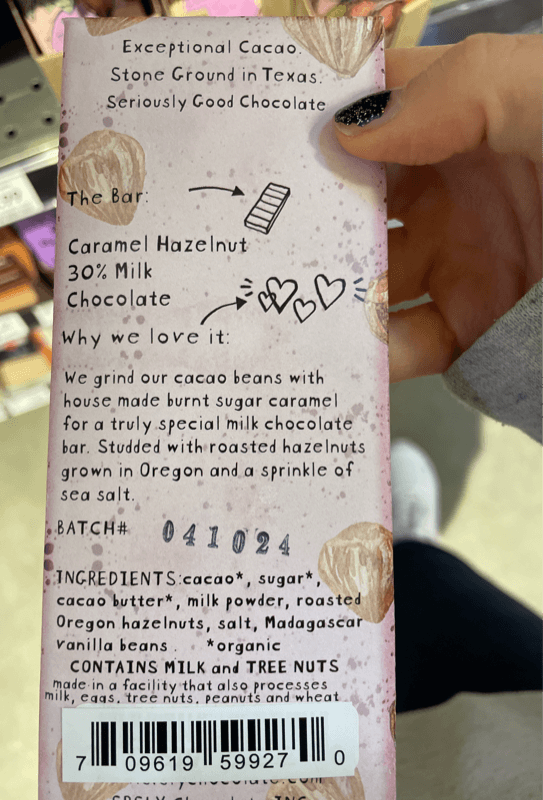 Exceptional Cacao.
Stone Ground in Texas.
Seriously Good Chocolate
The Bar:
Caramel Hazelnut
30% Milk
Chocolate
Why we love it:
We grind our cacao beans with
house made burnt sugar caramel
for a truly special milk chocolate
bar. Studded with roasted hazelnuts
grown in Oregon and a sprinkle of
sea salt.
BATCH# 041024
INGREDIENTS:cacao*, sugar*,
cacao butter*, milk powder, roasted
Oregon hazelnuts, salt, Madagascar
vanilla beans . *organic
CONTAINS MILK and TREE NUTS
made in a facility that also processes
milk, eggs, tree nuts, peanuts and wheat
7 09619 59927 0